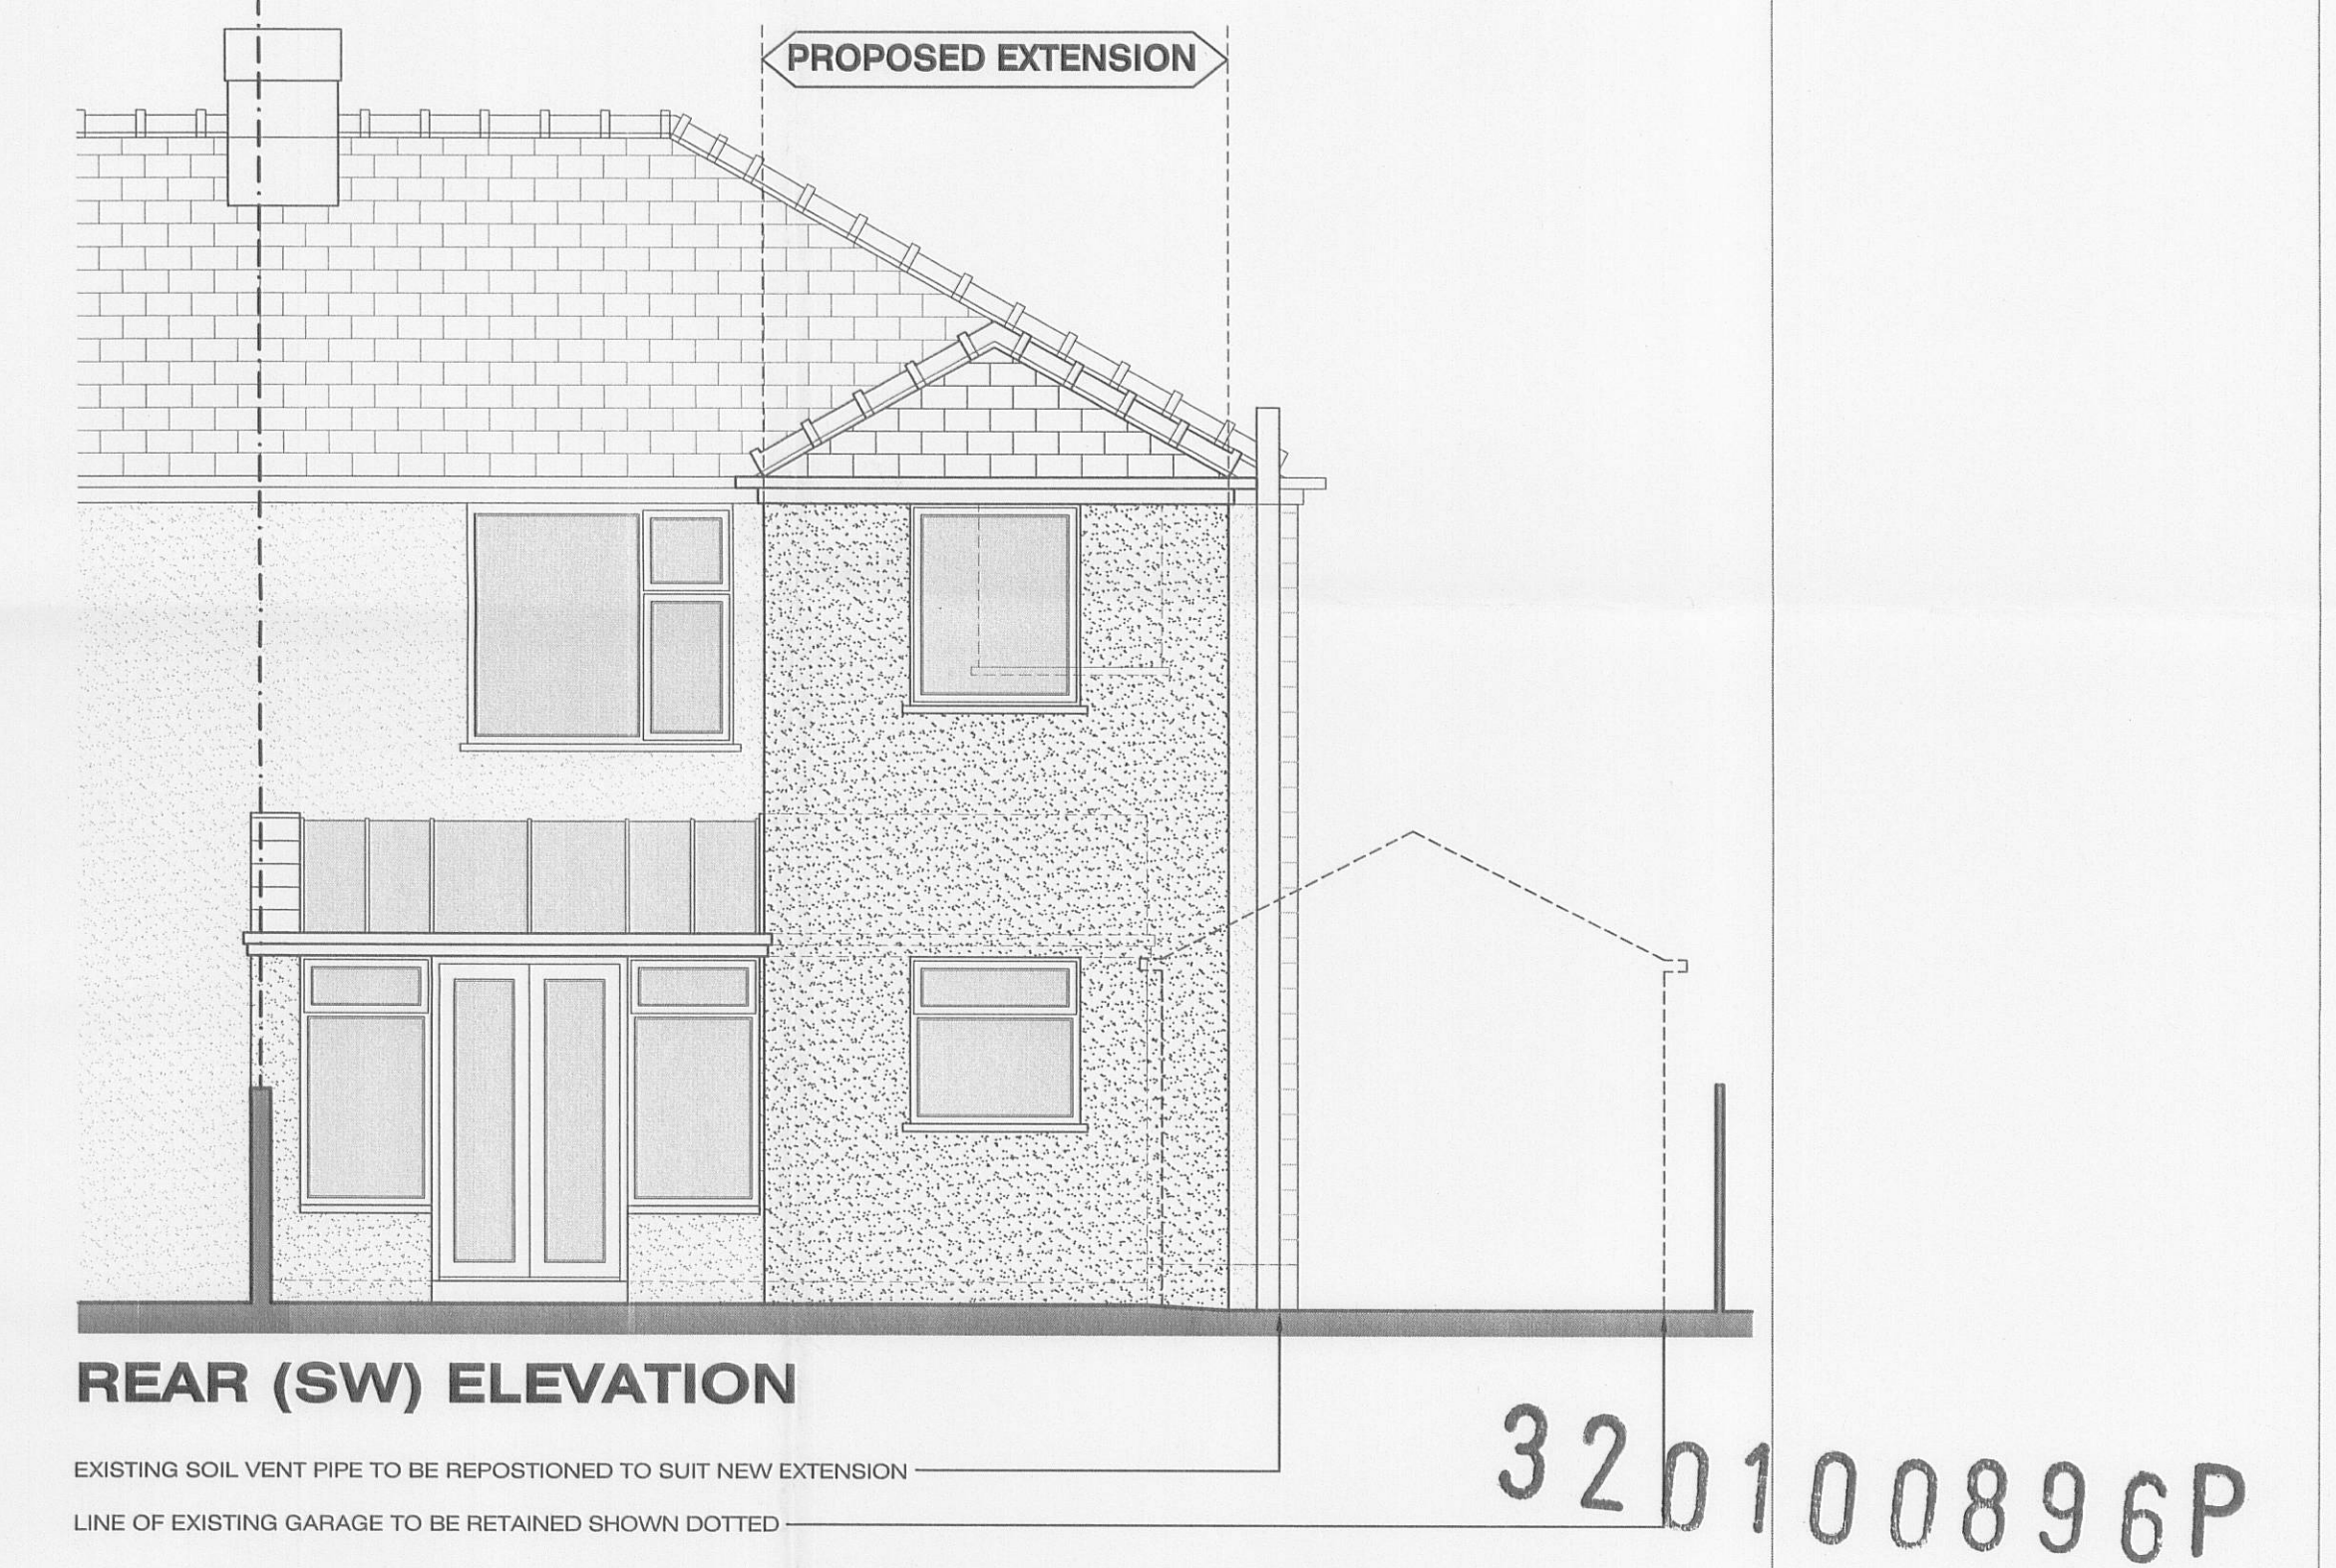 PROPOSED EXTENSION
REAR (SW) ELEVATION
EXISTING SOIL VENT PIPE TO BE REPOSTIONED TO SUIT NEW EXTENSION
LINE OF EXISTING GARAGE TO BE RETAINED SHOWN DOTTED
320100896P